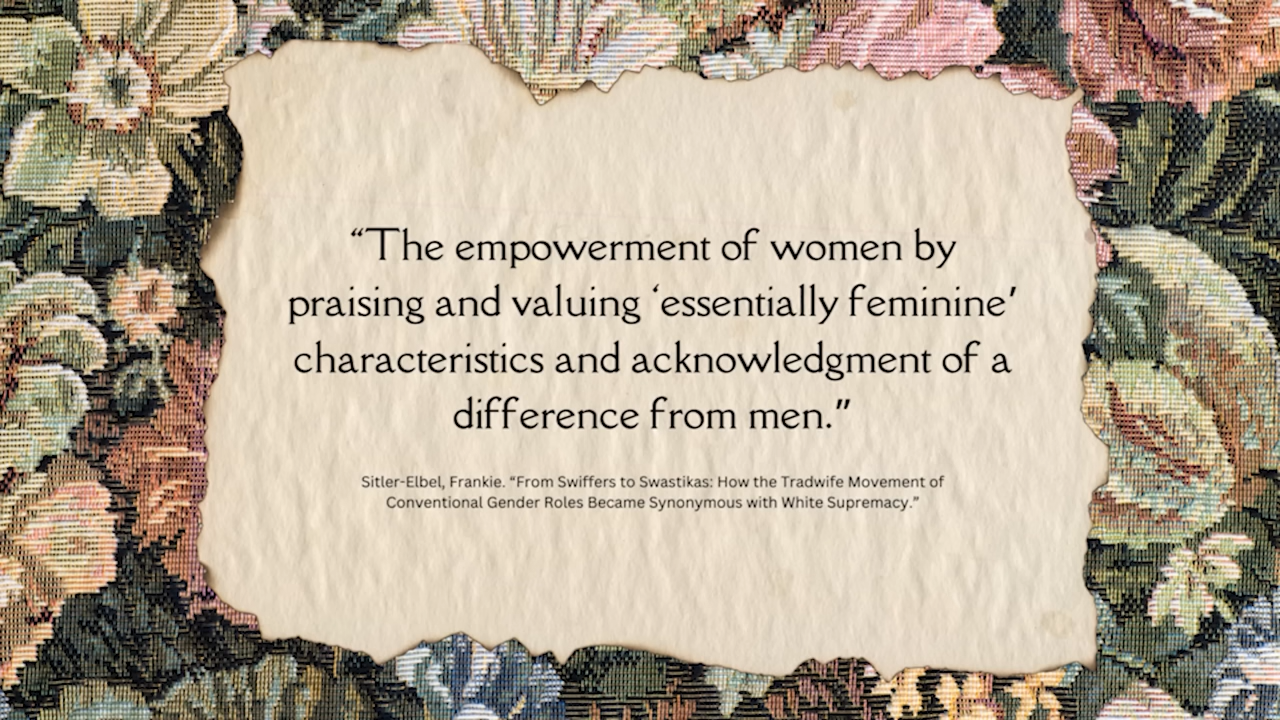 “The empowerment of women by
praising and valuing ‘essentially feminine’
characteristics and acknowledgment of a
difference from men.”
Sitler-Elbel, Frankie. “From Swiffers to Swastikas: How the Tradwife Movement of
Conventional Gender Roles Became Synonymous with White Supremacy.”